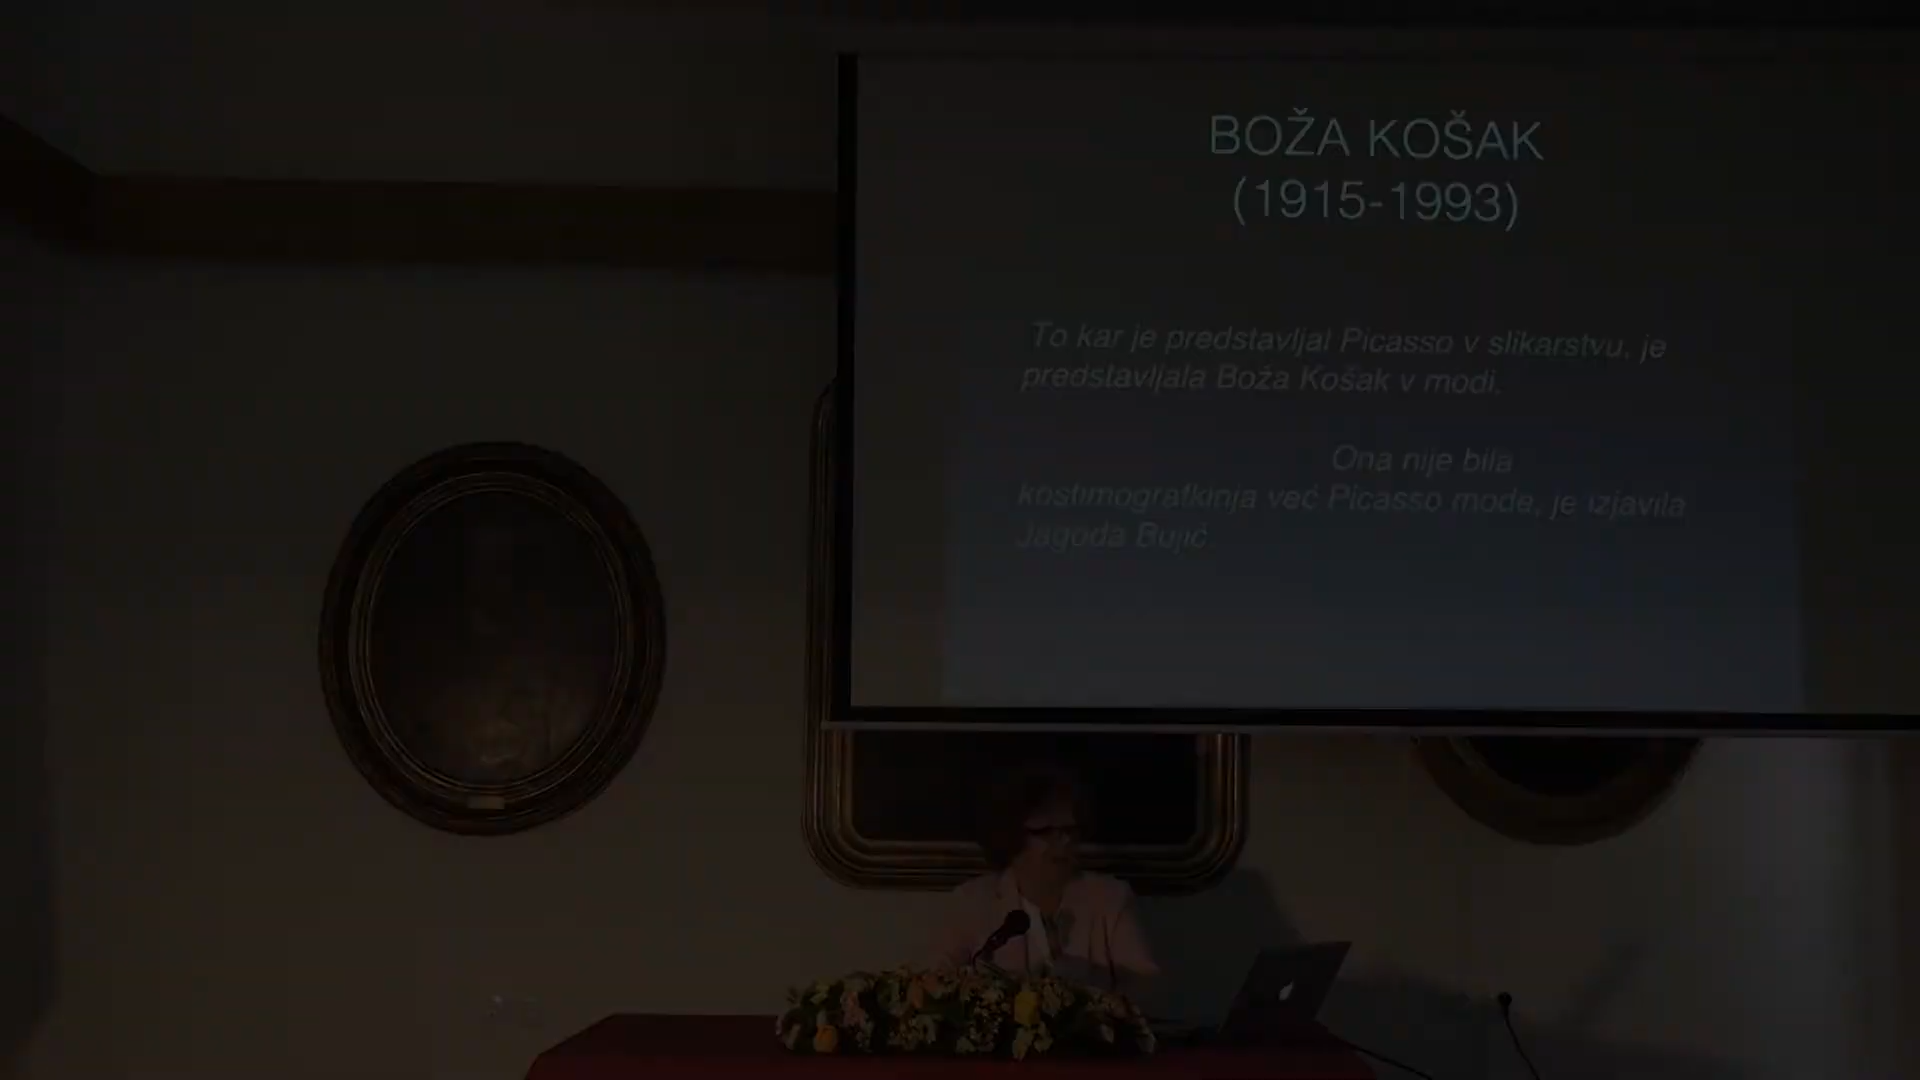 BOŽA KOŠAK
(1915-1993)
To kar je predstavljal Picasso v slikarstvu, je
predstavljala Boža Košak v modi.
Ona nije bila
kostimografkinja već Picasso mode, je izjavila
Jagoda Bujić